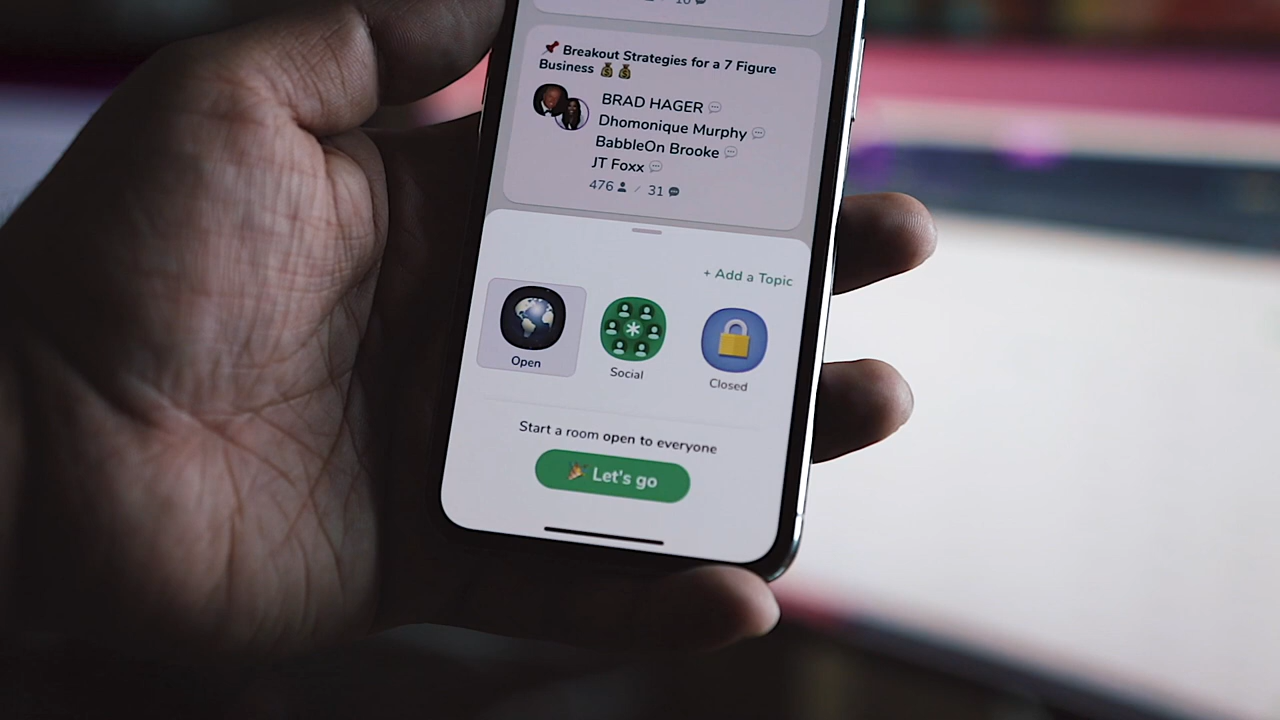 Breakout Strategies for a 7 Figure
Business
BRAD HAGER
Dhomonique Murphy
BabbleOn Brooke
JT Foxx
476 / 31
+ Add a Topic
Open
Social
Closed
Start a room open to everyone
Let's go